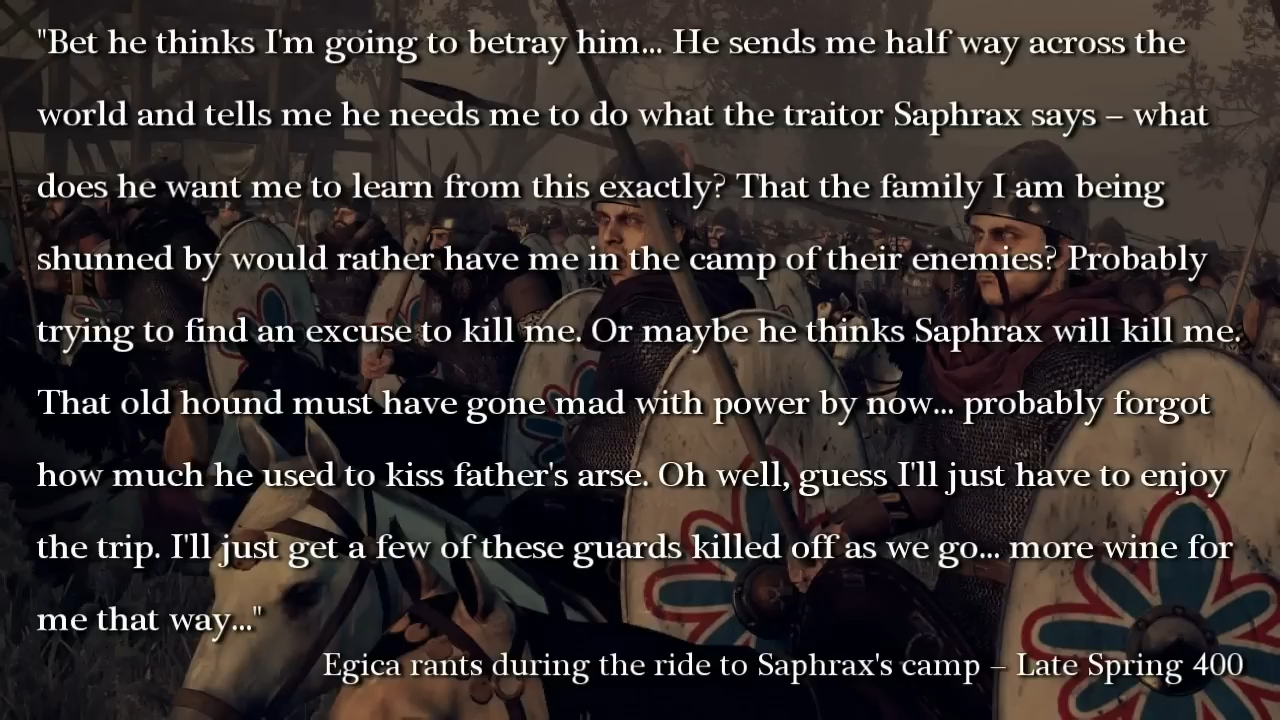 "Bet he thinks I'm going to betray him... He sends me half way across the
world and tells me he needs me to do what the traitor Saphrax says – what
does he want me to learn from this exactly? That the family I am being
shunned by would rather have me in the camp of their enemies? Probably
trying to find an excuse to kill me. Or maybe he thinks Saphrax will kill me.
That old hound must have gone mad with power by now... probably forgot
how much he used to kiss father's arse. Oh well, guess I'll just have to enjoy
the trip. I'll just get a few of these guards killed off as we go... more wine for
me that way..."
Egica rants during the ride to Saphrax's camp – Late Spring 400